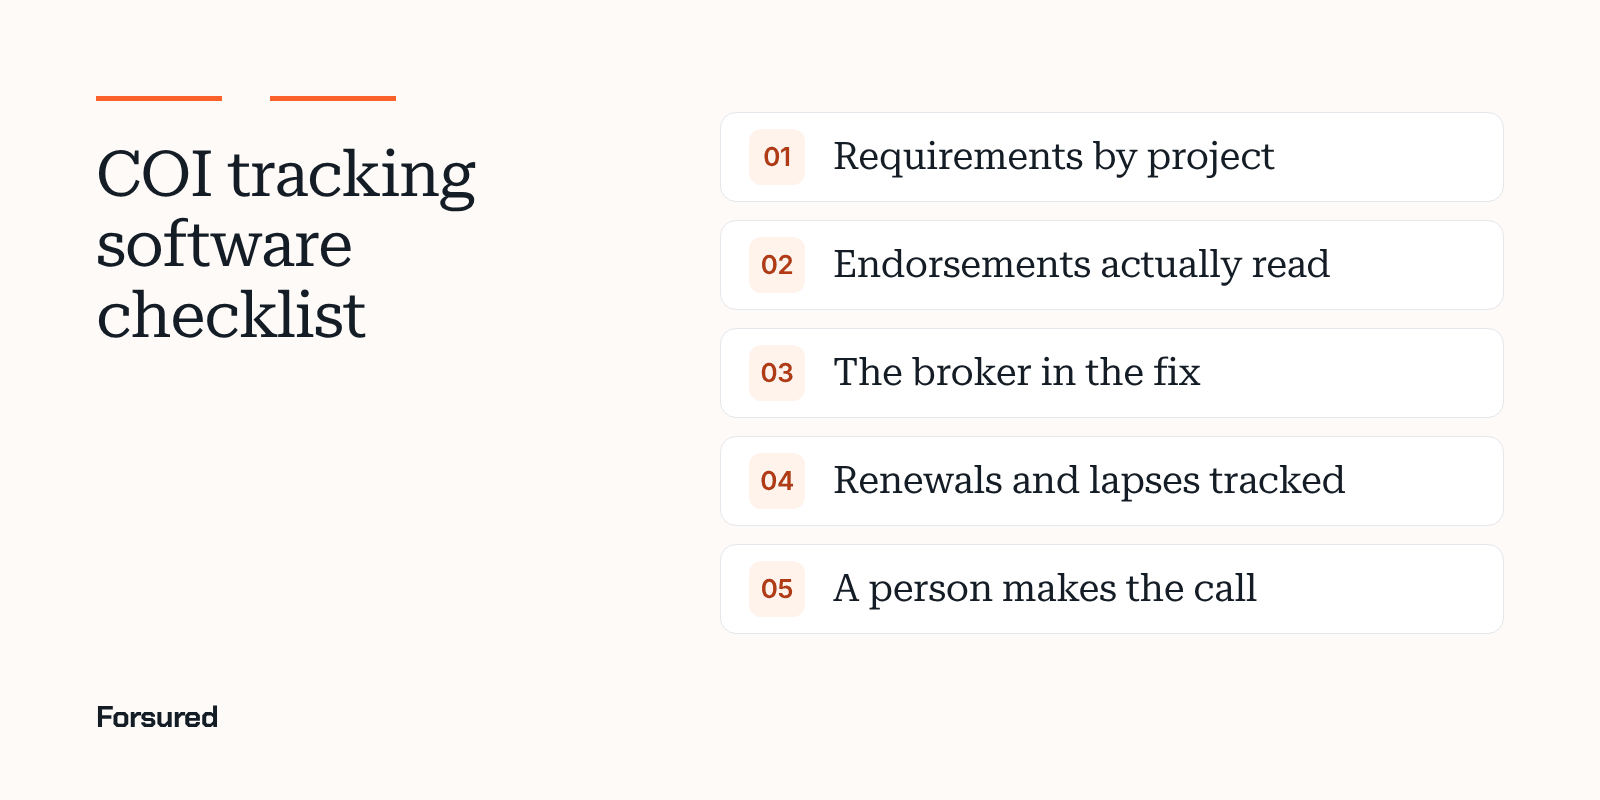 COI tracking
software
checklist
01 Requirements by project
02 Endorsements actually read
03 The broker in the fix
04 Renewals and lapses tracked
05 A person makes the call
Forsured